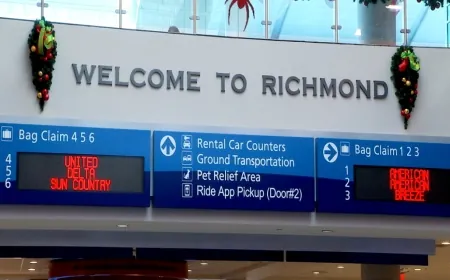 WELCOME TO RICHMOND
Bag Claim 4 5 6
4 UNITED
5 DELTA
6 SUN COUNTRY
Rental Car Counters
Ground Transportation
Pet Relief Area
Ride App Pickup (Door#2)
Bag Claim 1 2 3
1 AMERICAN
2 AMERICAN
3 BREEZE